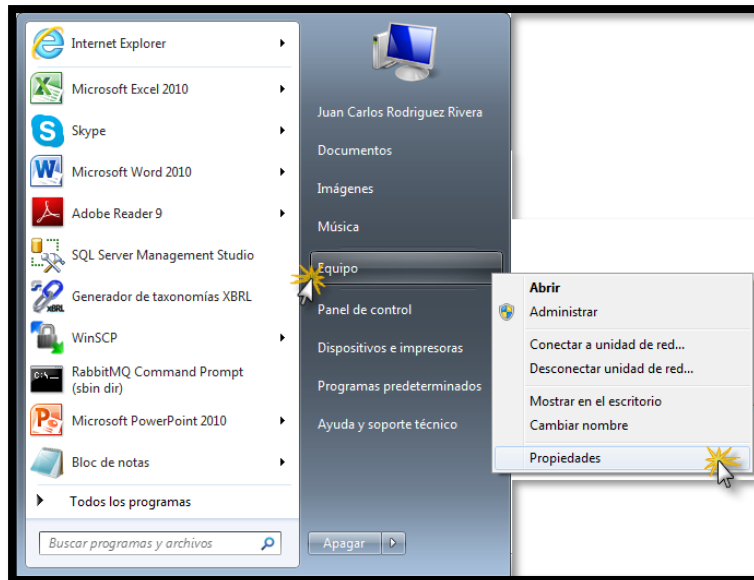 Internet Explorer
Microsoft Excel 2010
Skype
Microsoft Word 2010
Adobe Reader 9
SQL Server Management Studio
Generador de taxonomías XBRL
WinSCP
RabbitMQ Command Prompt
(sbin dir)
Microsoft PowerPoint 2010
Bloc de notas
Todos los programas
Buscar programas y archivos
Juan Carlos Rodriguez Rivera
Documentos
Imágenes
Música
Equipo
Panel de control
Dispositivos e impresoras
Programas predeterminados
Ayuda y soporte técnico
Apagar
Abrir
Administrar
Conectar a unidad de red...
Desconectar unidad de red...
Mostrar en el escritorio
Cambiar nombre
Propiedades